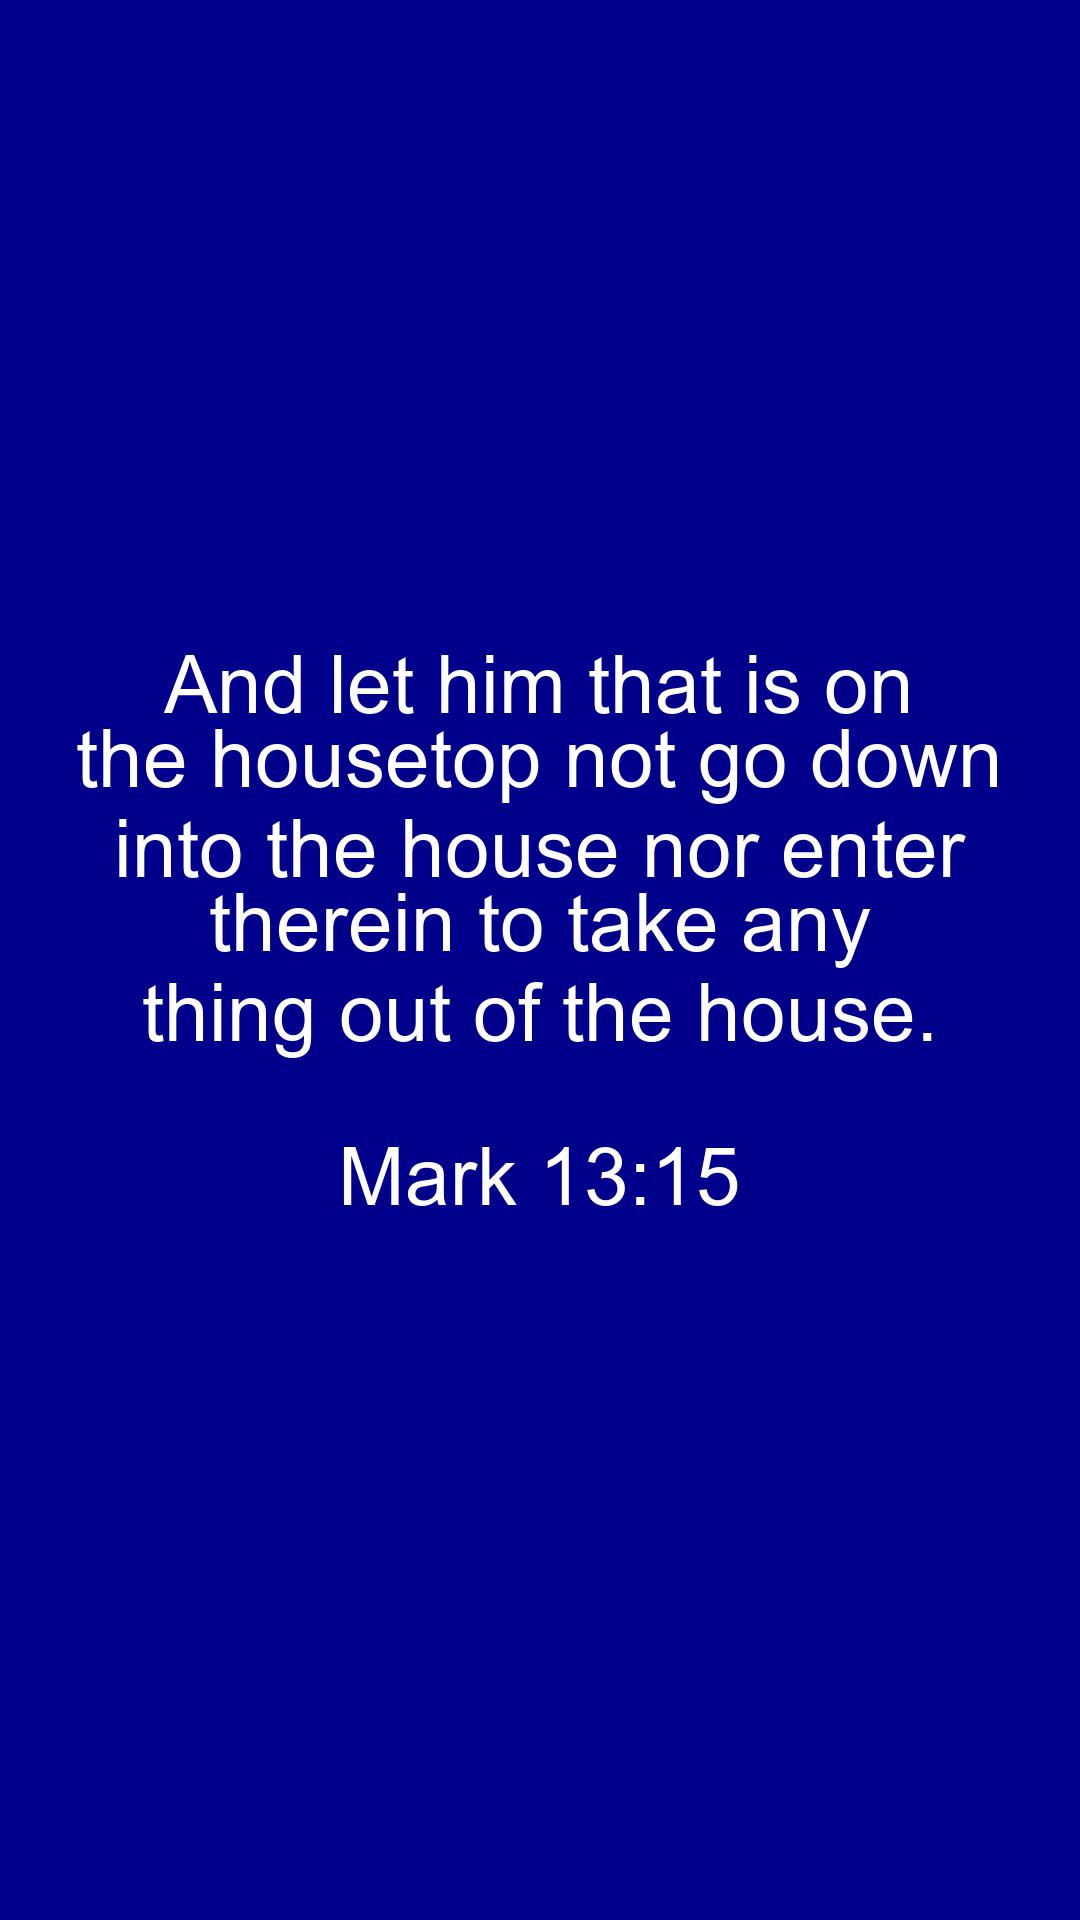 And let him that is on
the housetop not go down
into the house nor enter
therein to take any
thing out of the house.
Mark 13:15